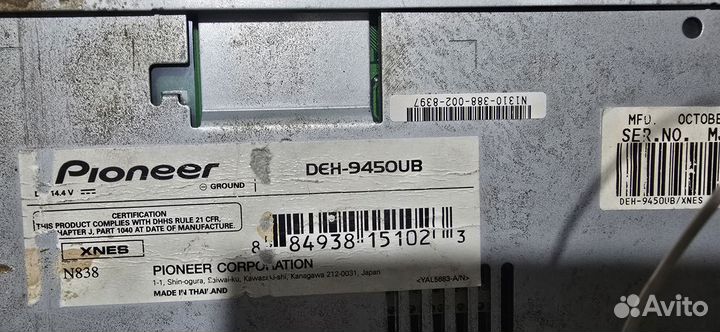 N1310-388-002-8397
MFD. OCTOBE
SER.NO.
DEH-9450UB/XNES
Pioneer
DEH-9450UB
14.4 V
GROUND
CERTIFICATION
THIS PRODUCT COMPLIES WITH DHHS RULE 21 CFR,
CHAPTER J, PART 1040 AT DATE OF MANUFACTURE.
XNES
N838
8 84938 15102 3
PIONEER CORPORATION
1-1, Shin-ogura, Saiwai-ku, Kawasaki-shi, Kanagawa 212-0031, Japan
MADE IN THAILAND
<YAL5683-A/N>
Avito